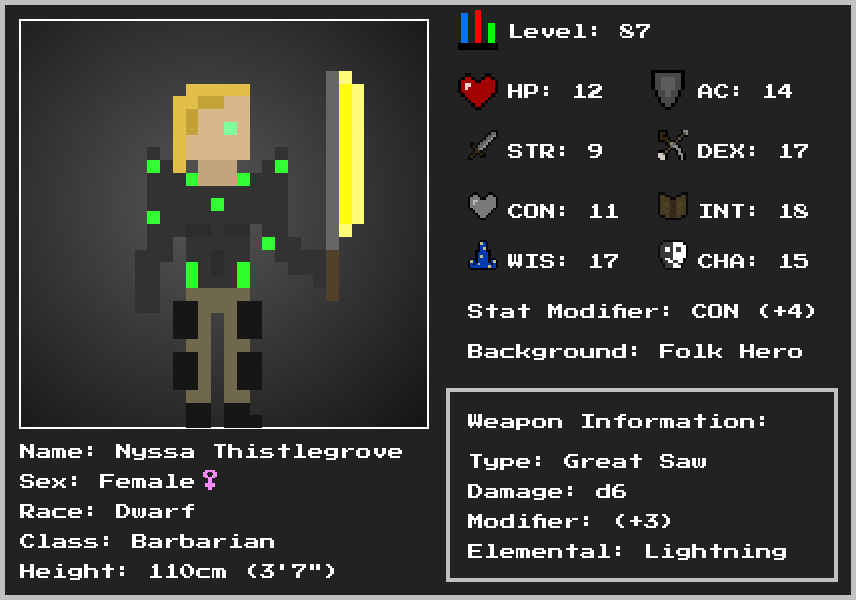 Level: 87
HP: 12
AC: 14
STR: 9
DEX: 17
CON: 11
INT: 18
WIS: 17
CHA: 15
Stat Modifier: CON (+4)
Background: Folk Hero
Weapon Information:
Type: Great Saw
Damage: d6
Modifier: (+3)
Elemental: Lightning
Name: Nyssa Thistlegrove
Sex: Female♀
Race: Dwarf
Class: Barbarian
Height: 110cm (3'7")